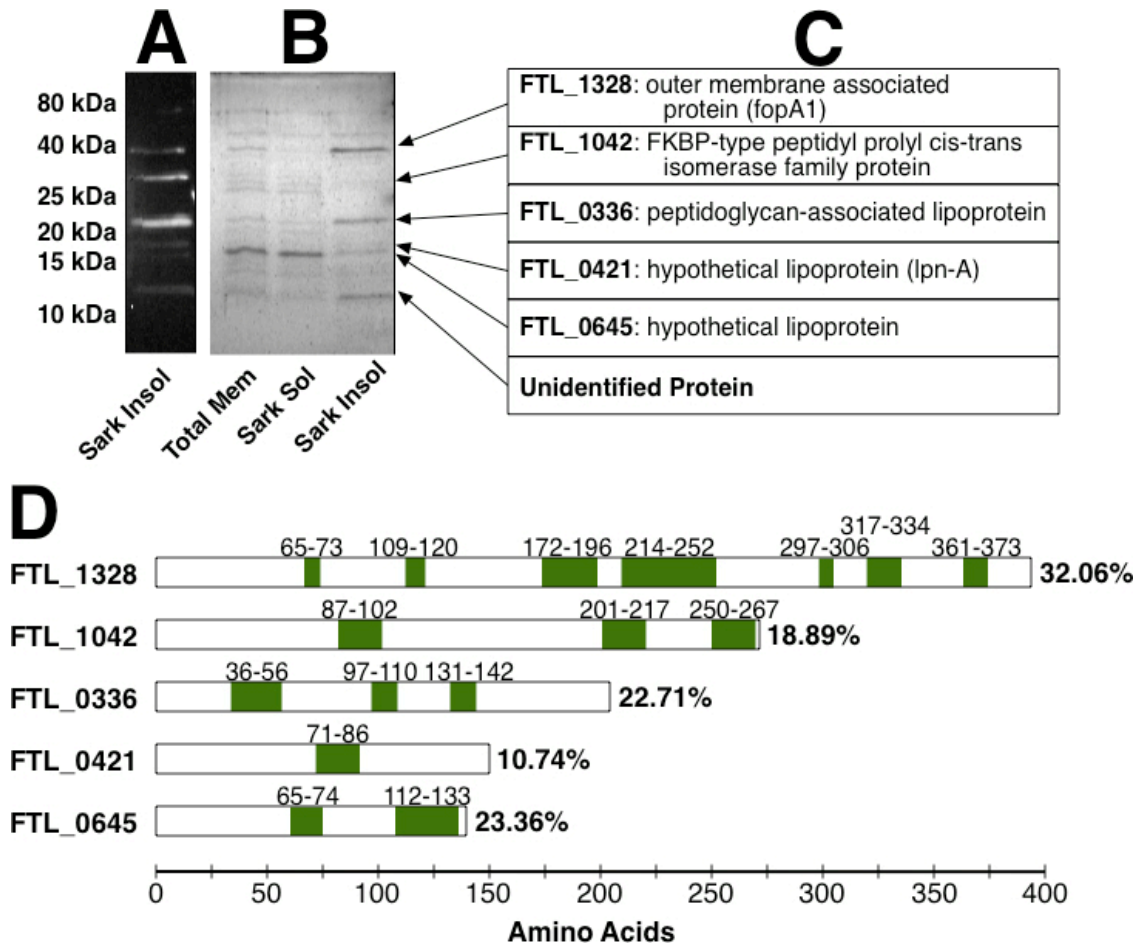 A
B
C
80 kDa
40 kDa
25 kDa
20 kDa
15 kDa
10 kDa
Sark Insol
Total Mem
Sark Sol
Sark Insol
FTL_1328: outer membrane associated
protein (fopA1)
FTL_1042: FKBP-type peptidyl prolyl cis-trans
isomerase family protein
FTL_0336: peptidoglycan-associated lipoprotein
FTL_0421: hypothetical lipoprotein (lpn-A)
FTL_0645: hypothetical lipoprotein
Unidentified Protein
D
317-334
65-73 109-120 172-196 214-252 297-306 361-373
FTL_1328 32.06%
87-102 201-217 250-267
FTL_1042 18.89%
36-56 97-110 131-142
FTL_0336 22.71%
71-86
FTL_0421 10.74%
65-74 112-133
FTL_0645 23.36%
0 50 100 150 200 250 300 350 400
Amino Acids